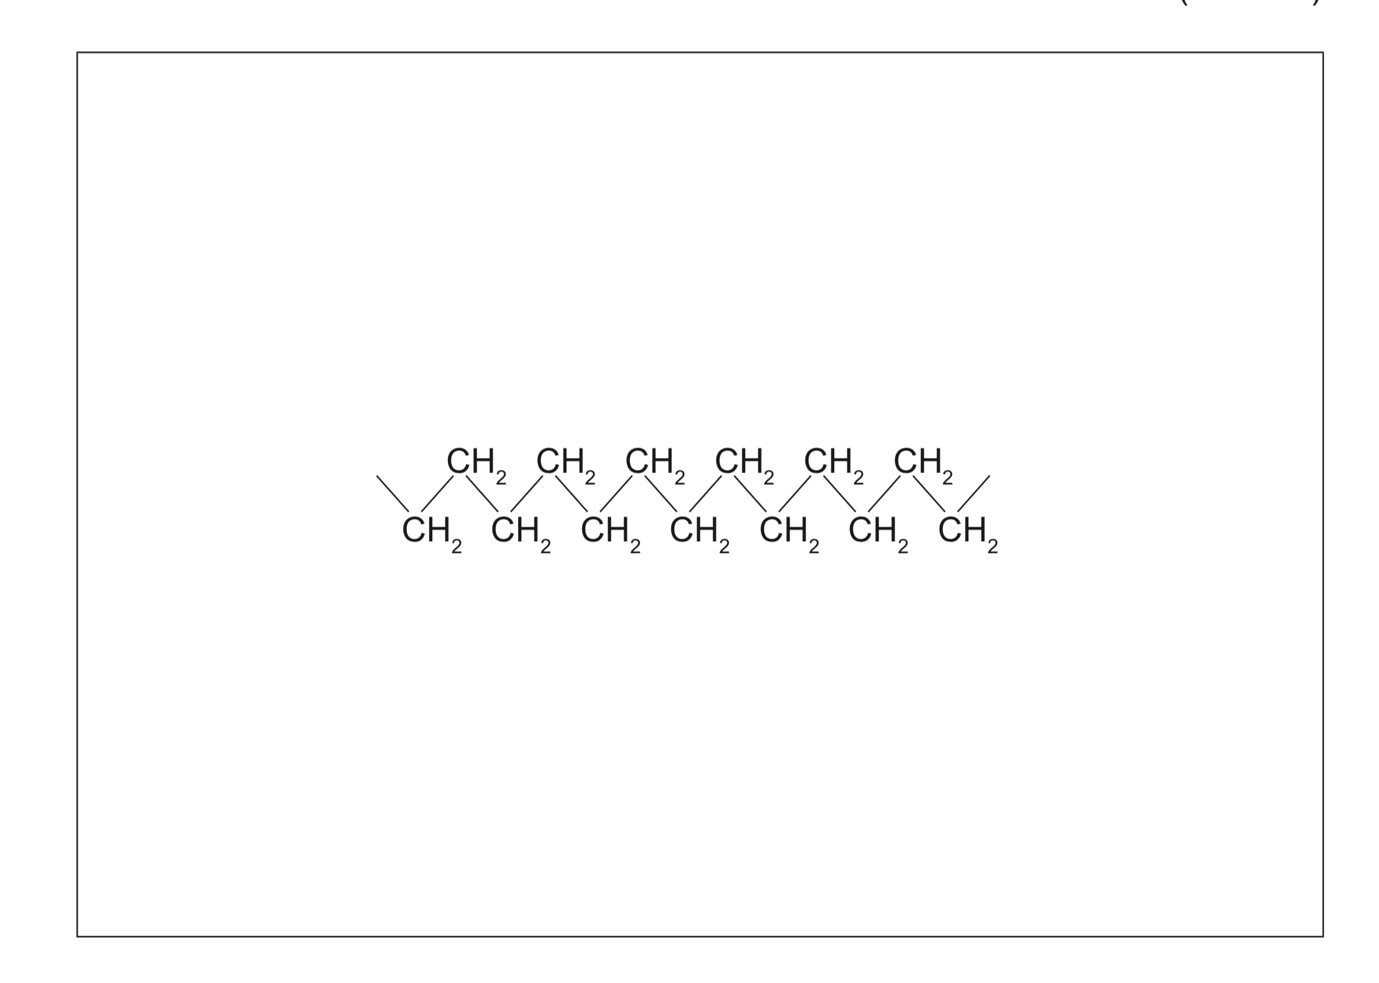 ( )
CH₂ CH₂ CH₂ CH₂ CH₂ CH₂
CH₂ CH₂ CH₂ CH₂ CH₂ CH₂ CH₂